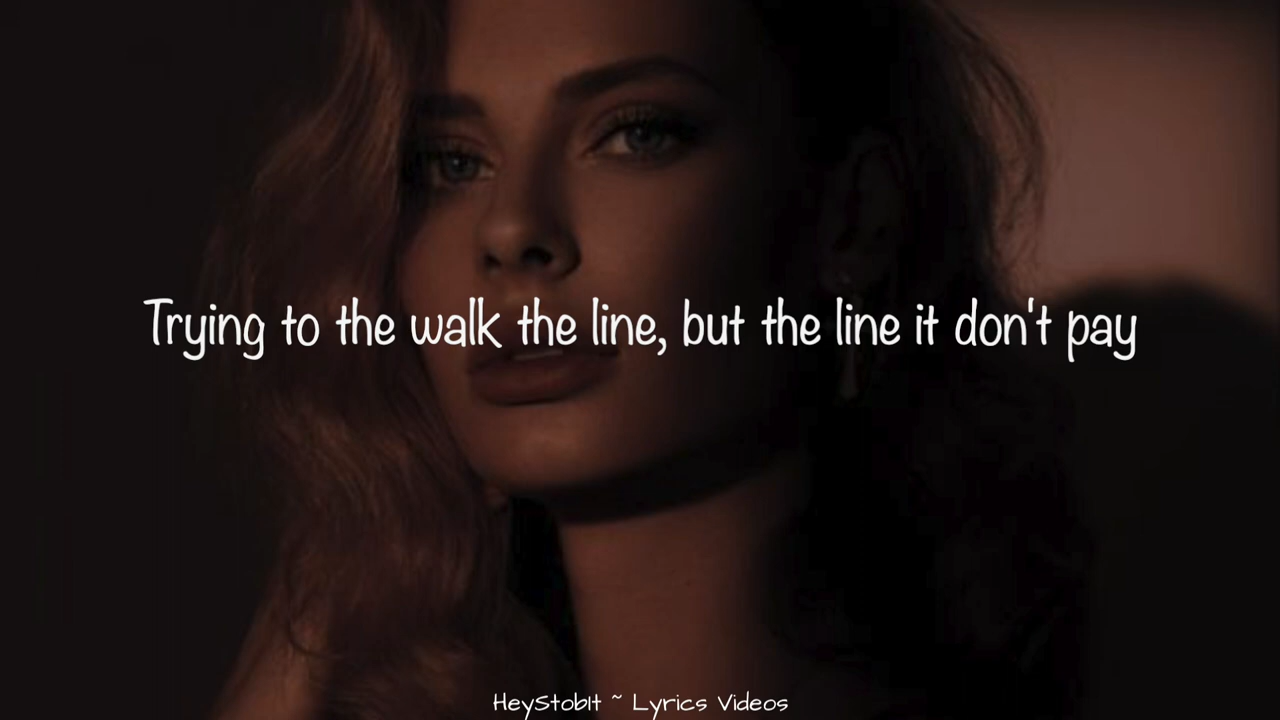 Trying to the walk the line, but the line it don't pay
HeyStobIt ~ Lyrics Videos